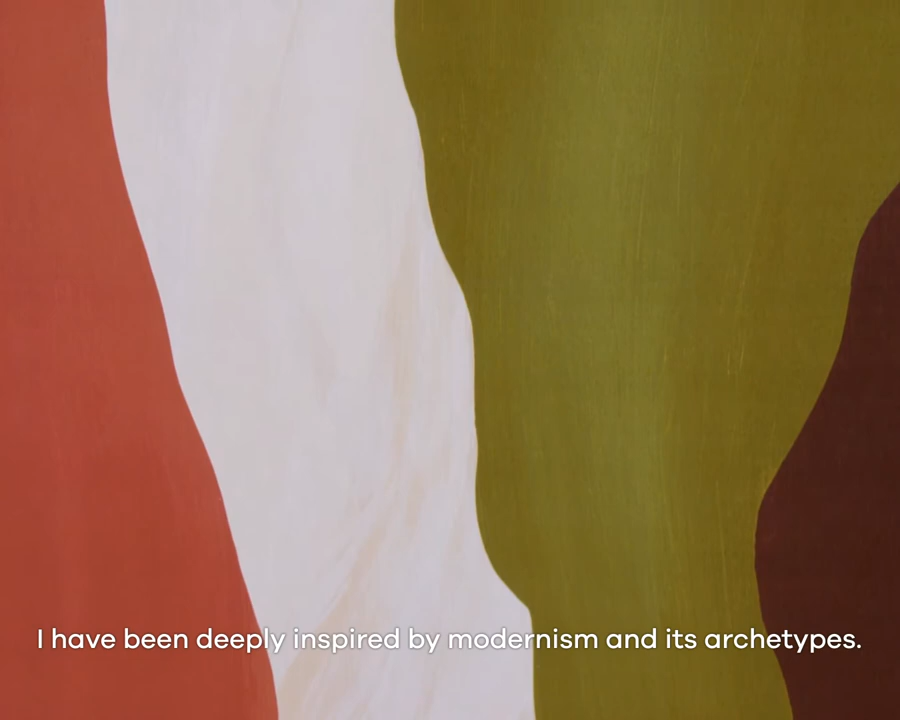 I have been deeply inspired by modernism and its archetypes.